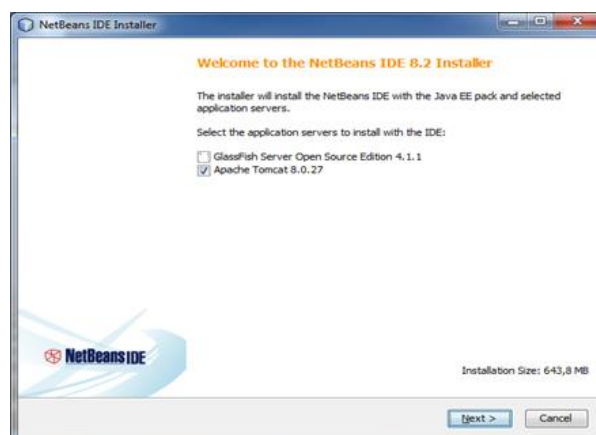 NetBeans IDE Installer
Welcome to the NetBeans IDE 8.2 Installer
The installer will install the NetBeans IDE with the Java EE pack and selected
application servers.
Select the application servers to install with the IDE:
GlassFish Server Open Source Edition 4.1.1
Apache Tomcat 8.0.27
NetBeans IDE
Installation Size: 643,8 MB
Next > Cancel